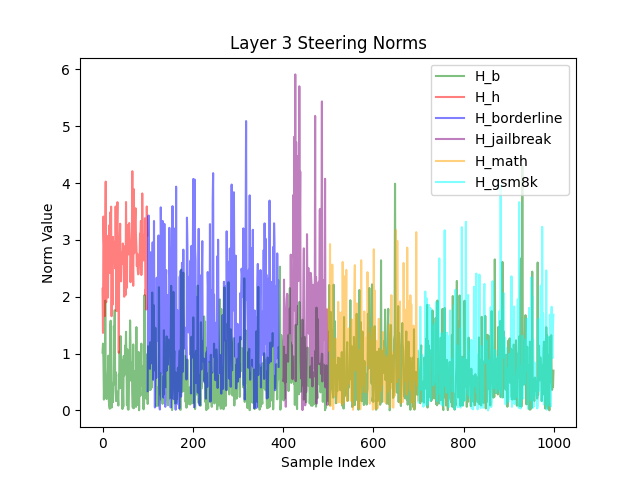 Layer 3 Steering Norms
H_b
H_h
H_borderline
H_jailbreak
H_math
H_gsm8k
Norm Value
6
5
4
3
2
1
0
0
200
400
600
800
1000
Sample Index